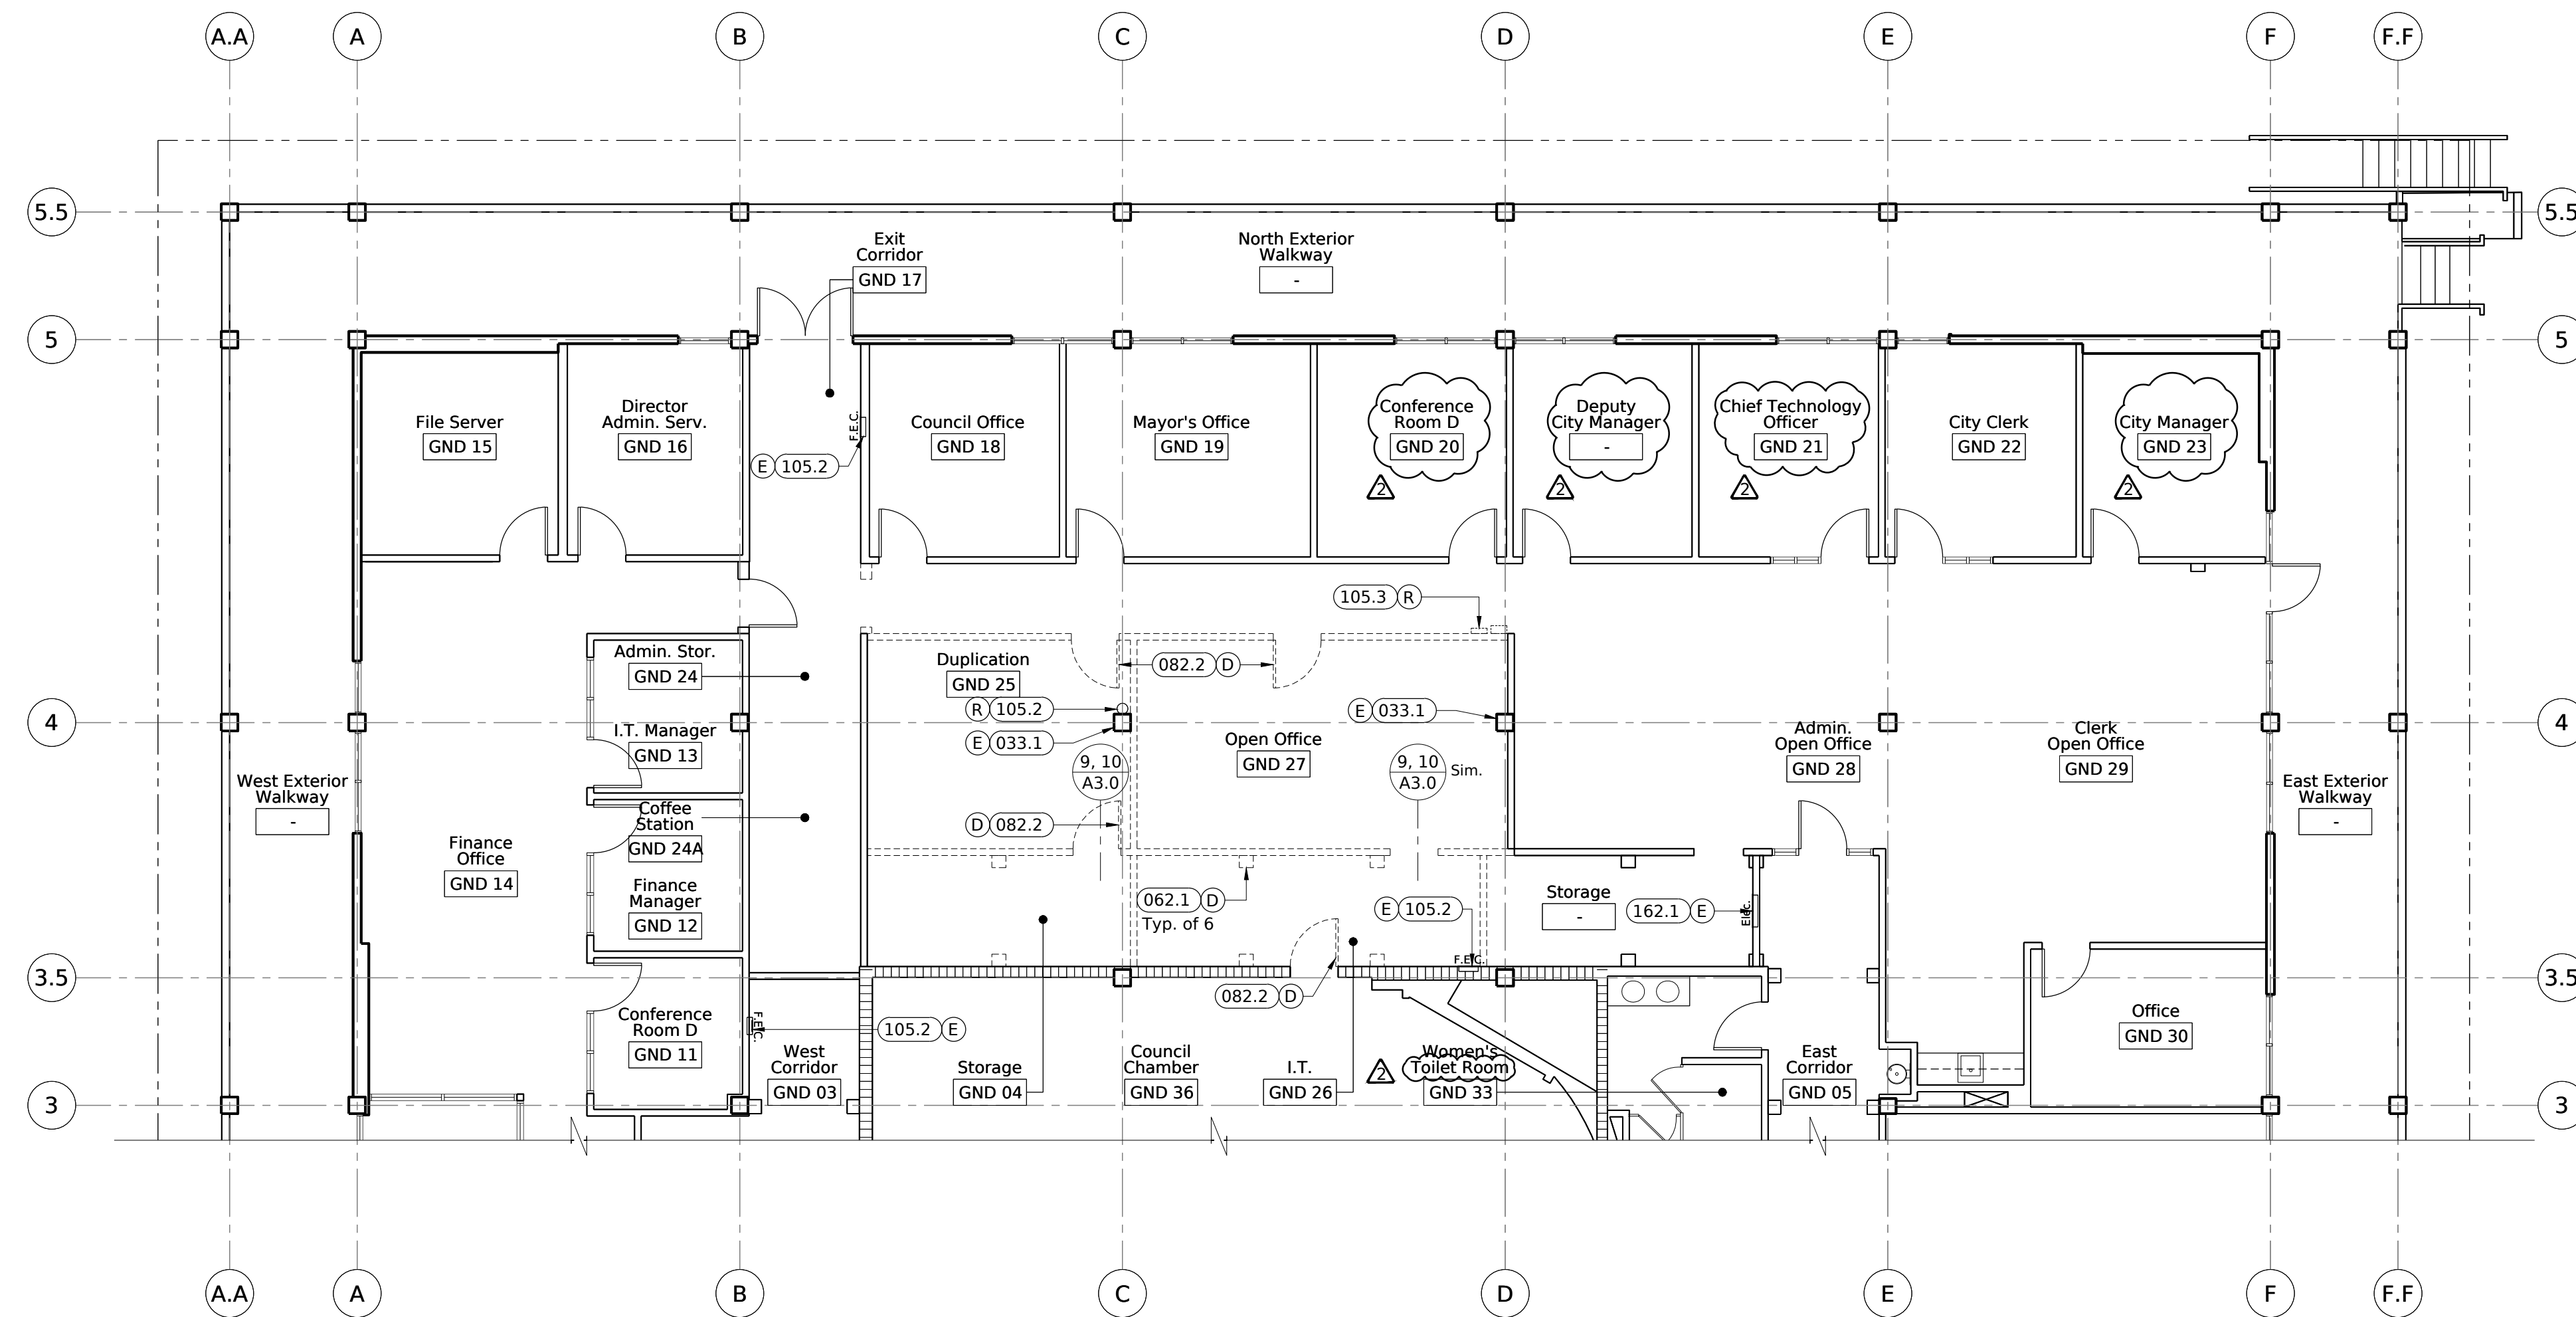 A.A
A
B
C
D
E
F
F.F
5.5
5.5
Exit
Corridor
GND 17
North Exterior
Walkway
-
5
5
File Server
GND 15
Director
Admin. Serv.
GND 16
F.E.C.
E 105.2
Council Office
GND 18
Mayor's Office
GND 19
Conference
Room D
GND 20
2
Deputy
City Manager
-
2
Chief Technology
Officer
GND 21
2
City Clerk
GND 22
City Manager
GND 23
2
105.3 R
Admin. Stor.
GND 24
Duplication
GND 25
082.2 D
R 105.2
E 033.1
E 033.1
4
4
I.T. Manager
GND 13
Open Office
GND 27
9, 10
A3.0
9, 10
A3.0
Sim.
Admin.
Open Office
GND 28
Clerk
Open Office
GND 29
West Exterior
Walkway
-
East Exterior
Walkway
-
Coffee
Station
GND 24A
D 082.2
Finance
Office
GND 14
Finance
Manager
GND 12
062.1 D
Typ. of 6
E 105.2
Storage
-
162.1 E
Elec.
F.E.C.
3.5
3.5
082.2 D
Conference
Room D
GND 11
F.E.C.
105.2 E
Office
GND 30
West
Corridor
GND 03
Storage
GND 04
Council
Chamber
GND 36
I.T.
GND 26
2
Women's
Toilet Room
GND 33
East
Corridor
GND 05
3
3
A.A
A
B
C
D
E
F
F.F